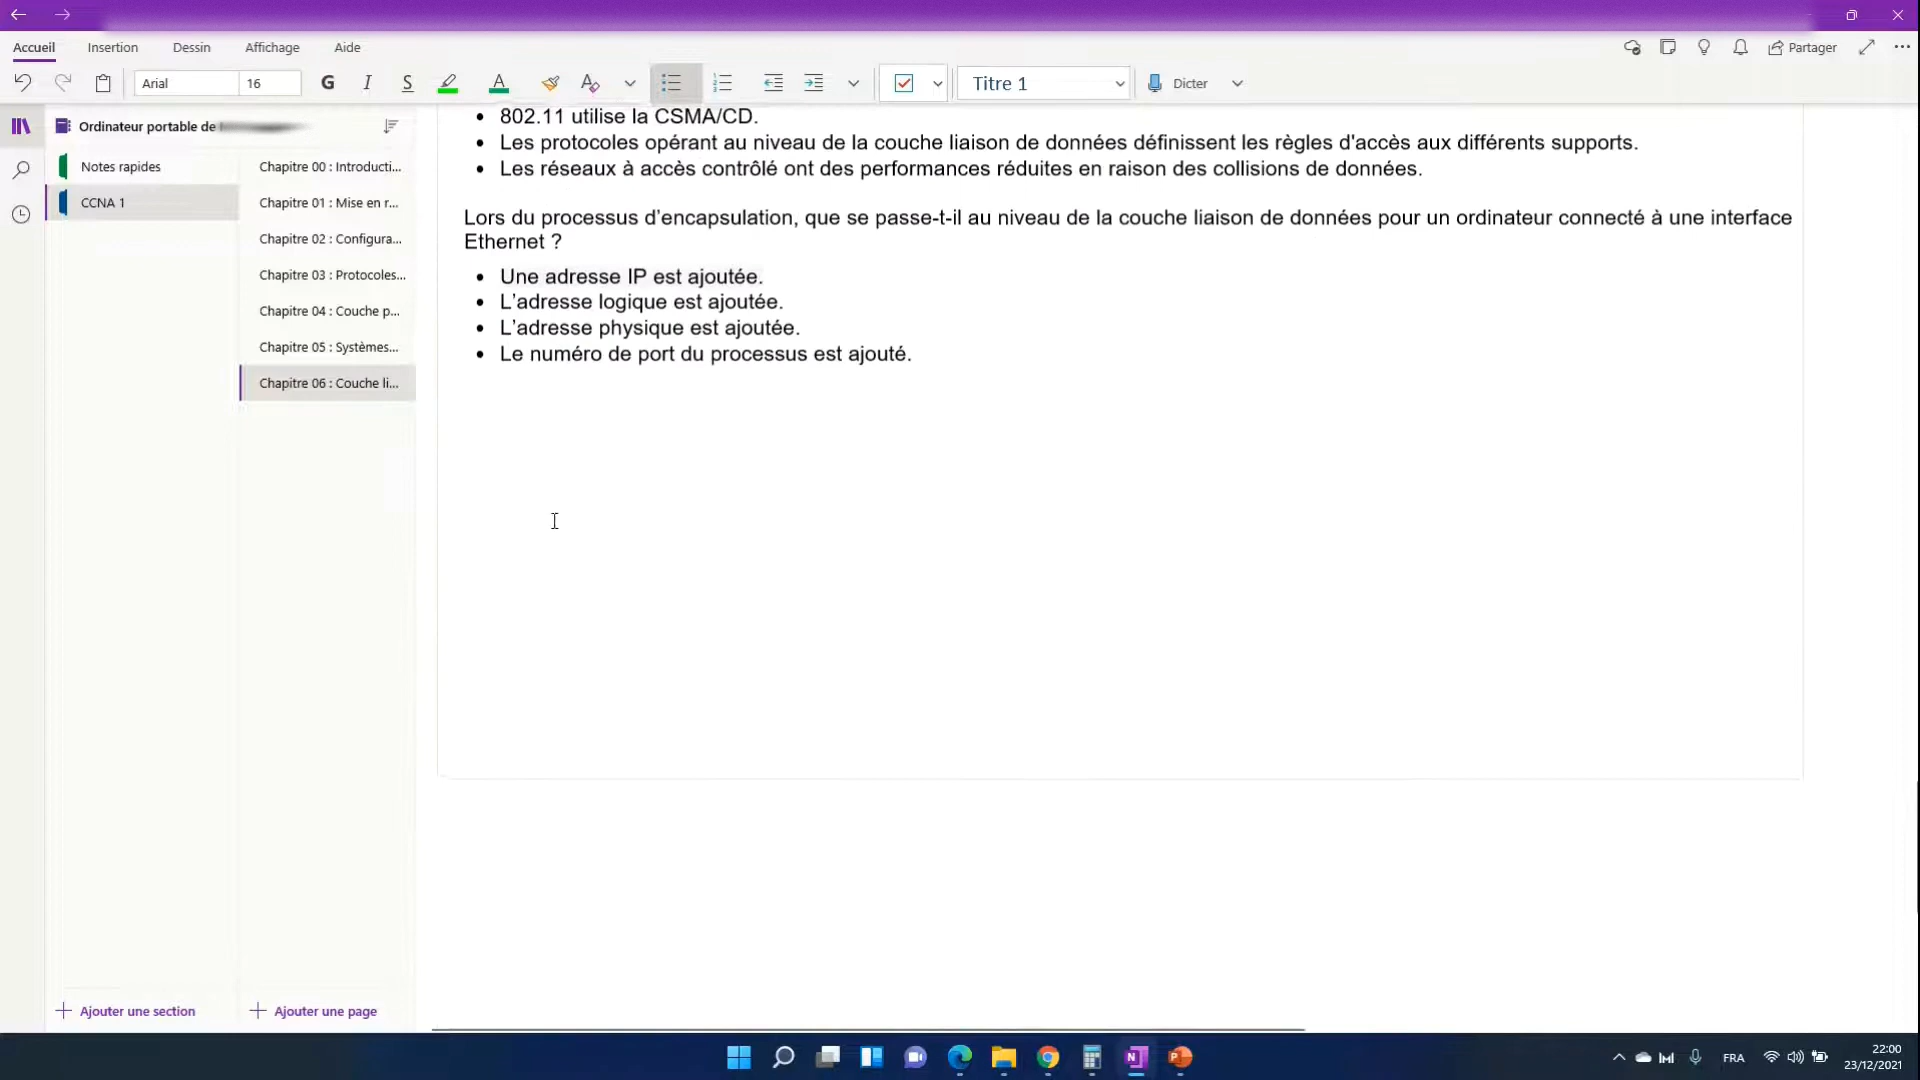 Accueil
Insertion
Dessin
Affichage
Aide
Partager
Arial
16
G
I
S
A
A
Titre 1
Dicter
Ordinateur portable de
Notes rapides
CCNA 1
Chapitre 00 : Introducti...
Chapitre 01 : Mise en r...
Chapitre 02 : Configura...
Chapitre 03 : Protocoles...
Chapitre 04 : Couche p...
Chapitre 05 : Systèmes...
Chapitre 06 : Couche li...
• 802.11 utilise la CSMA/CD.
• Les protocoles opérant au niveau de la couche liaison de données définissent les règles d'accès aux différents supports.
• Les réseaux à accès contrôlé ont des performances réduites en raison des collisions de données.
Lors du processus d’encapsulation, que se passe-t-il au niveau de la couche liaison de données pour un ordinateur connecté à une interface
Ethernet ?
• Une adresse IP est ajoutée.
• L’adresse logique est ajoutée.
• L’adresse physique est ajoutée.
• Le numéro de port du processus est ajouté.
Ajouter une section
Ajouter une page
FRA
22:00
23/12/2021